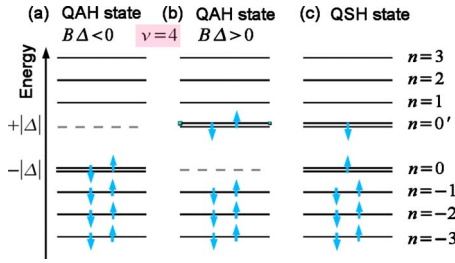 (a) QAH state (b) QAH state (c) QSH state
BΔ<0 ν=4 BΔ>0
Energy
n=3
n=2
n=1
+|Δ| n=0'
-|Δ| n=0
n=-1
n=-2
n=-3